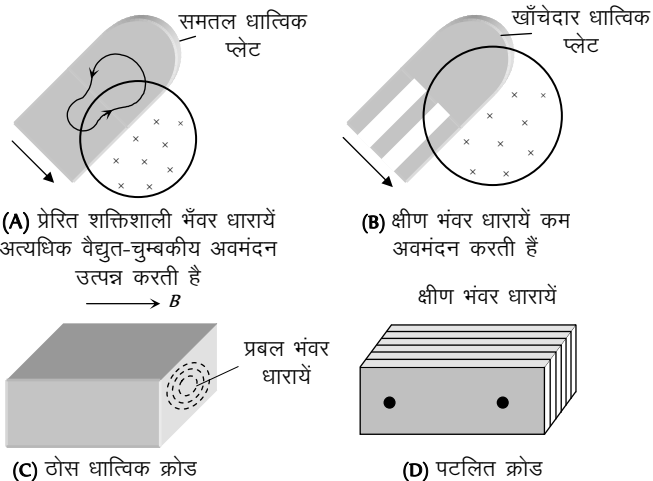 समतल धात्विक
प्लेट
(A) प्रेरित शक्तिशाली भँवर धारायें
अत्यधिक वैद्युत-चुम्बकीय अवमंदन
उत्पन्न करती है
खाँचेदार धात्विक
प्लेट
(B) क्षीण भंवर धारायें कम
अवमंदन करती हैं
B
प्रबल भंवर
धारायें
(C) ठोस धात्विक क्रोड
क्षीण भंवर धारायें
(D) पटलित क्रोड